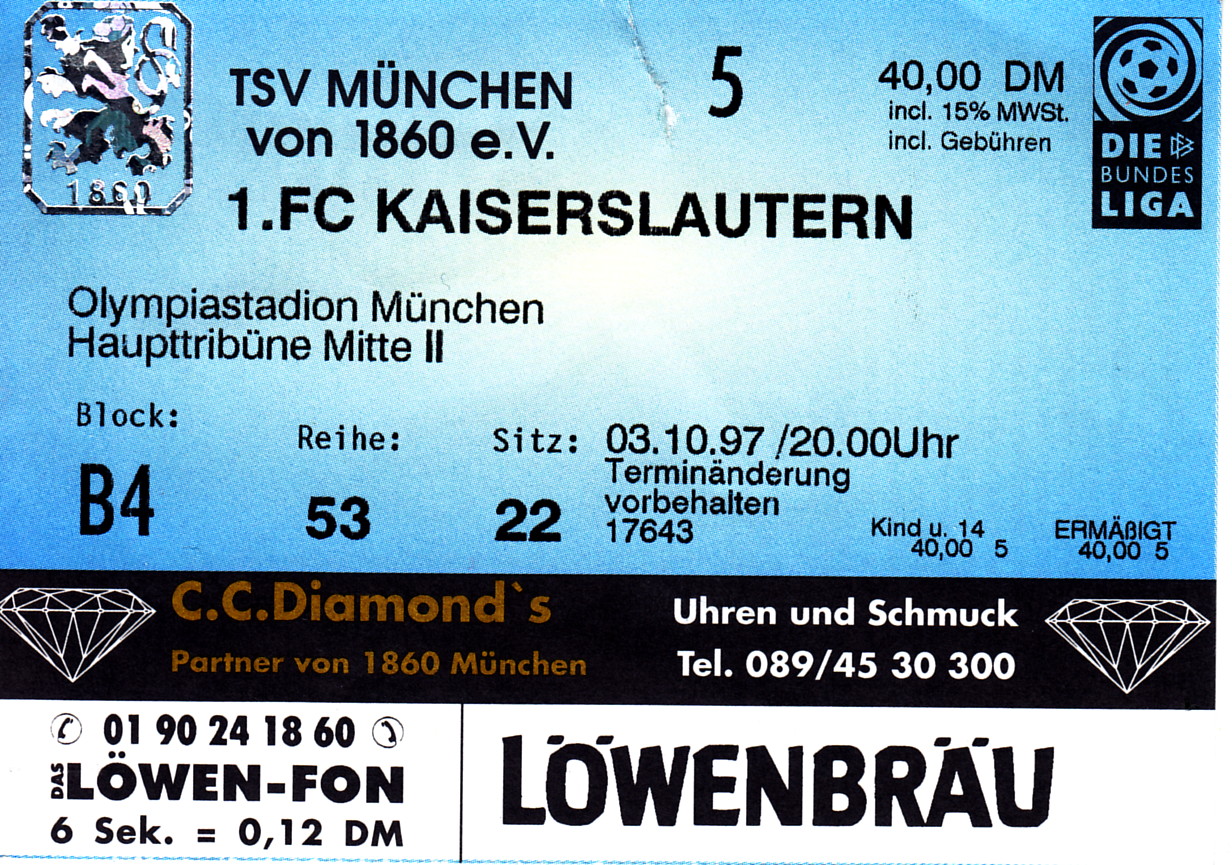 1860
TSV MÜNCHEN
von 1860 e.V.
5
40,00 DM
incl. 15% MWSt.
incl. Gebühren
DIE
BUNDES
LIGA
1.FC KAISERSLAUTERN
Olympiastadion München
Haupttribüne Mitte II
Block:
B4
Reihe:
53
Sitz:
22
03.10.97 /20.00Uhr
Terminänderung
vorbehalten
17643
Kind u. 14
40,00 5
ERMÄßIGT
40,00 5
C.C.Diamond`s
Partner von 1860 München
Uhren und Schmuck
Tel. 089/45 30 300
01 90 24 18 60
DAS LÖWEN-FON
6 Sek. = 0,12 DM
LÖWENBRÄU